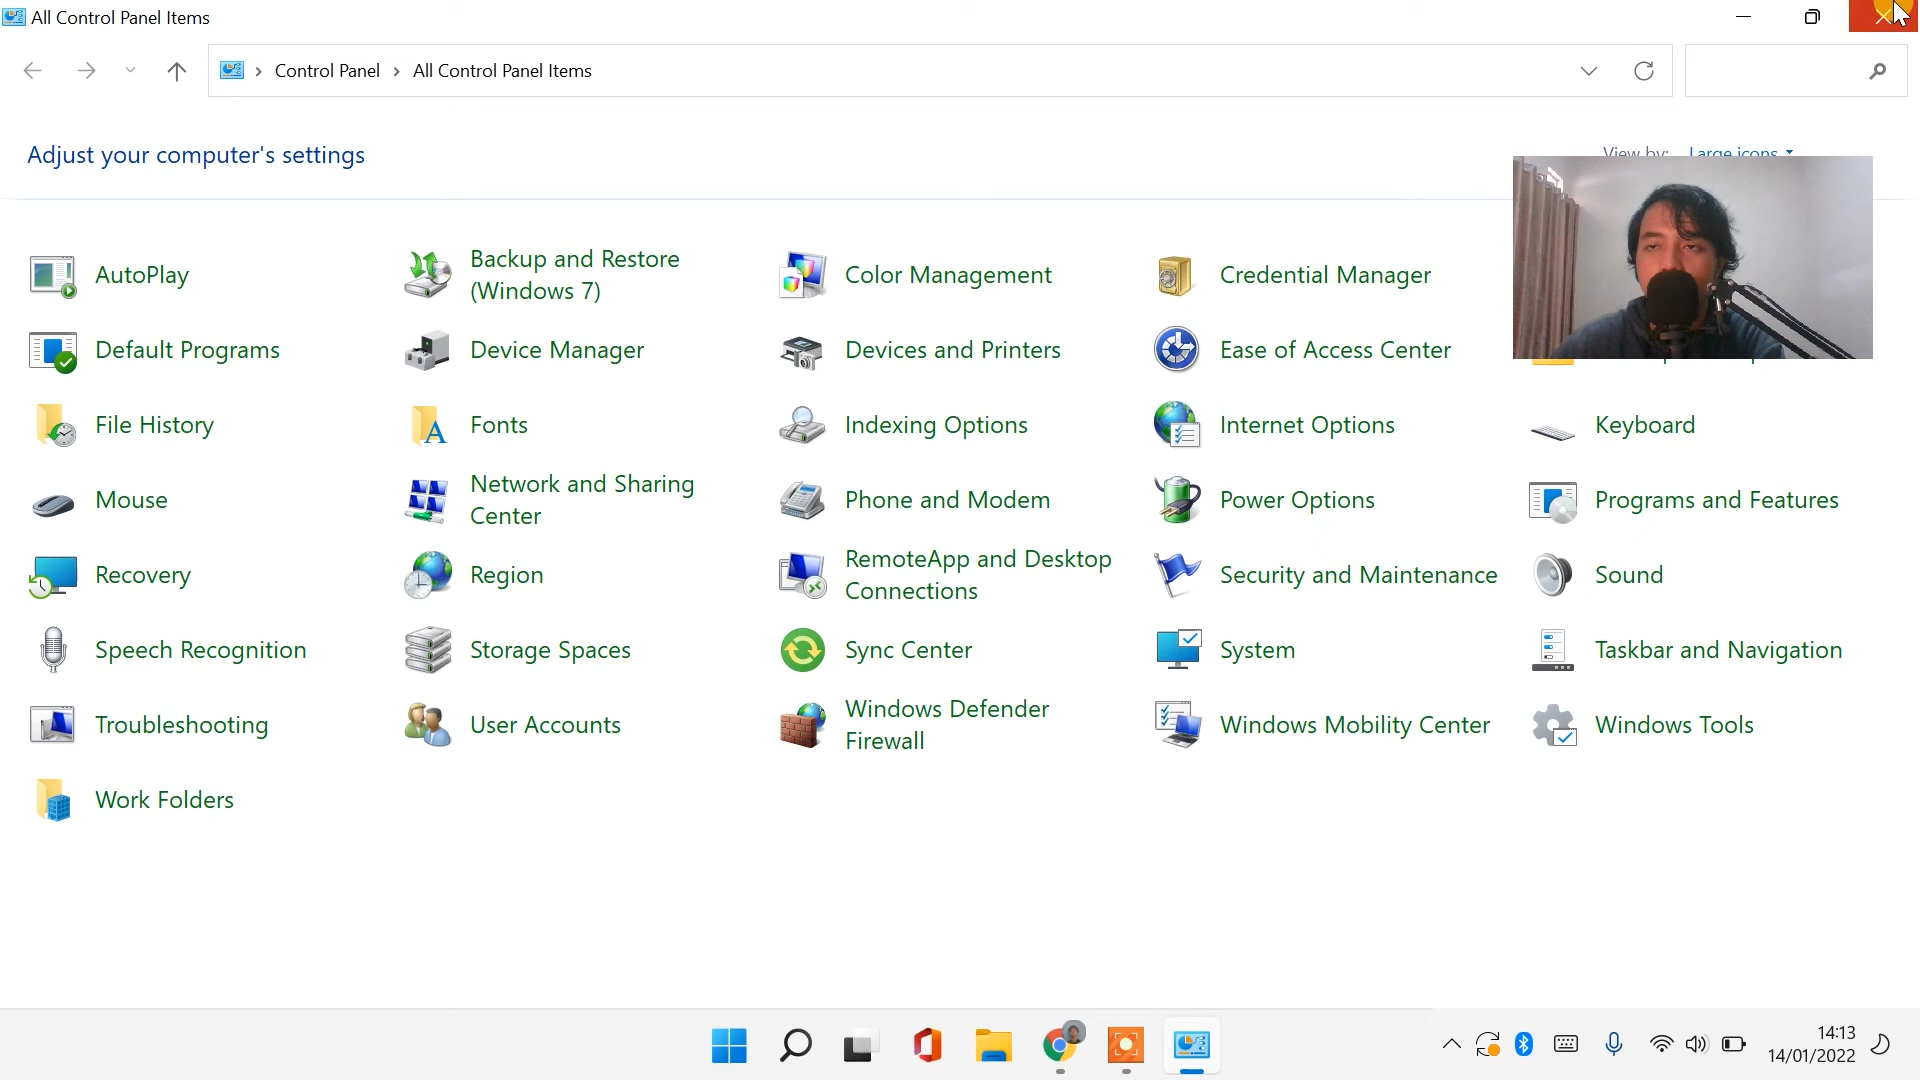 All Control Panel Items
Control Panel
All Control Panel Items
Adjust your computer's settings
View by: Large icons
AutoPlay
Backup and Restore
(Windows 7)
Color Management
Credential Manager
Default Programs
Device Manager
Devices and Printers
Ease of Access Center
File History
Fonts
Indexing Options
Internet Options
Keyboard
Mouse
Network and Sharing
Center
Phone and Modem
Power Options
Programs and Features
Recovery
Region
RemoteApp and Desktop
Connections
Security and Maintenance
Sound
Speech Recognition
Storage Spaces
Sync Center
System
Taskbar and Navigation
Troubleshooting
User Accounts
Windows Defender
Firewall
Windows Mobility Center
Windows Tools
Work Folders
14:13
14/01/2022